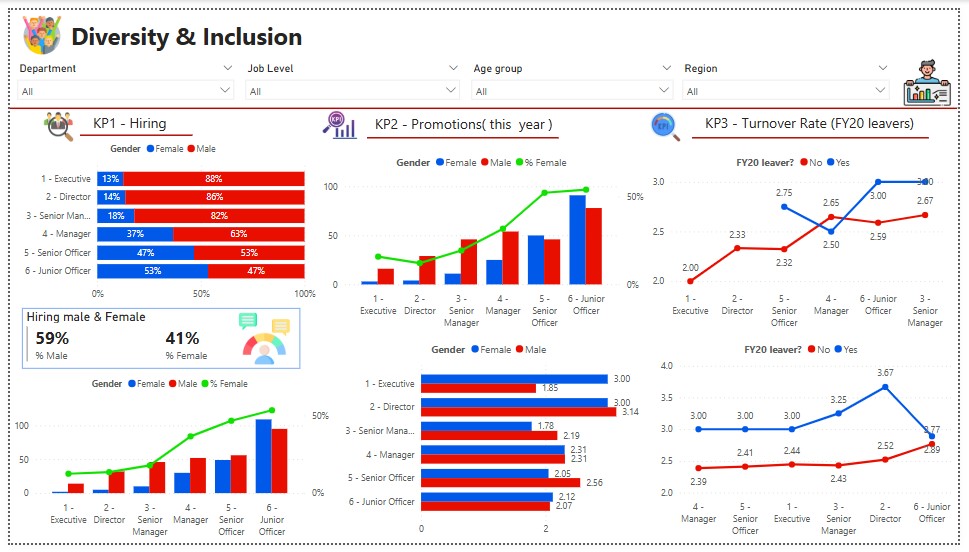 Diversity & Inclusion
Department
All
Job Level
All
Age group
All
Region
All
KP1 - Hiring
Gender Female Male
1 - Executive 13% 88%
2 - Director 14% 86%
3 - Senior Man... 18% 82%
4 - Manager 37% 63%
5 - Senior Officer 47% 53%
6 - Junior Officer 53% 47%
0% 50% 100%
Hiring male & Female
59% 41%
% Male % Female
Gender Female Male % Female
100
50
0
50%
0%
1 - Executive
2 - Director
3 - Senior Manager
4 - Manager
5 - Senior Officer
6 - Junior Officer
KPI
KP2 - Promotions( this year )
Gender Female Male % Female
100
50
0
50%
0%
1 - Executive
2 - Director
3 - Senior Manager
4 - Manager
5 - Senior Officer
6 - Junior Officer
Gender Female Male
1 - Executive 3.00 1.85
2 - Director 3.00 3.14
3 - Senior Mana... 1.78 2.19
4 - Manager 2.31 2.31
5 - Senior Officer 2.05 2.56
6 - Junior Officer 2.12 2.07
0 2
KPI
KP3 - Turnover Rate (FY20 leavers)
FY20 leaver? No Yes
3.0
2.5
2.0
2.75 3.00 3.00
2.65 2.67
2.33 2.50 2.59
2.00 2.32
1 - Executive
2 - Director
5 - Senior Officer
4 - Manager
6 - Junior Officer
3 - Senior Manager
FY20 leaver? No Yes
4.0
3.5
3.0
2.5
2.0
3.00 3.00 3.00 3.25 3.67 2.89
2.39 2.41 2.44 2.43 2.52 2.77
4 - Manager
5 - Senior Officer
1 - Executive
3 - Senior Manager
2 - Director
6 - Junior Officer